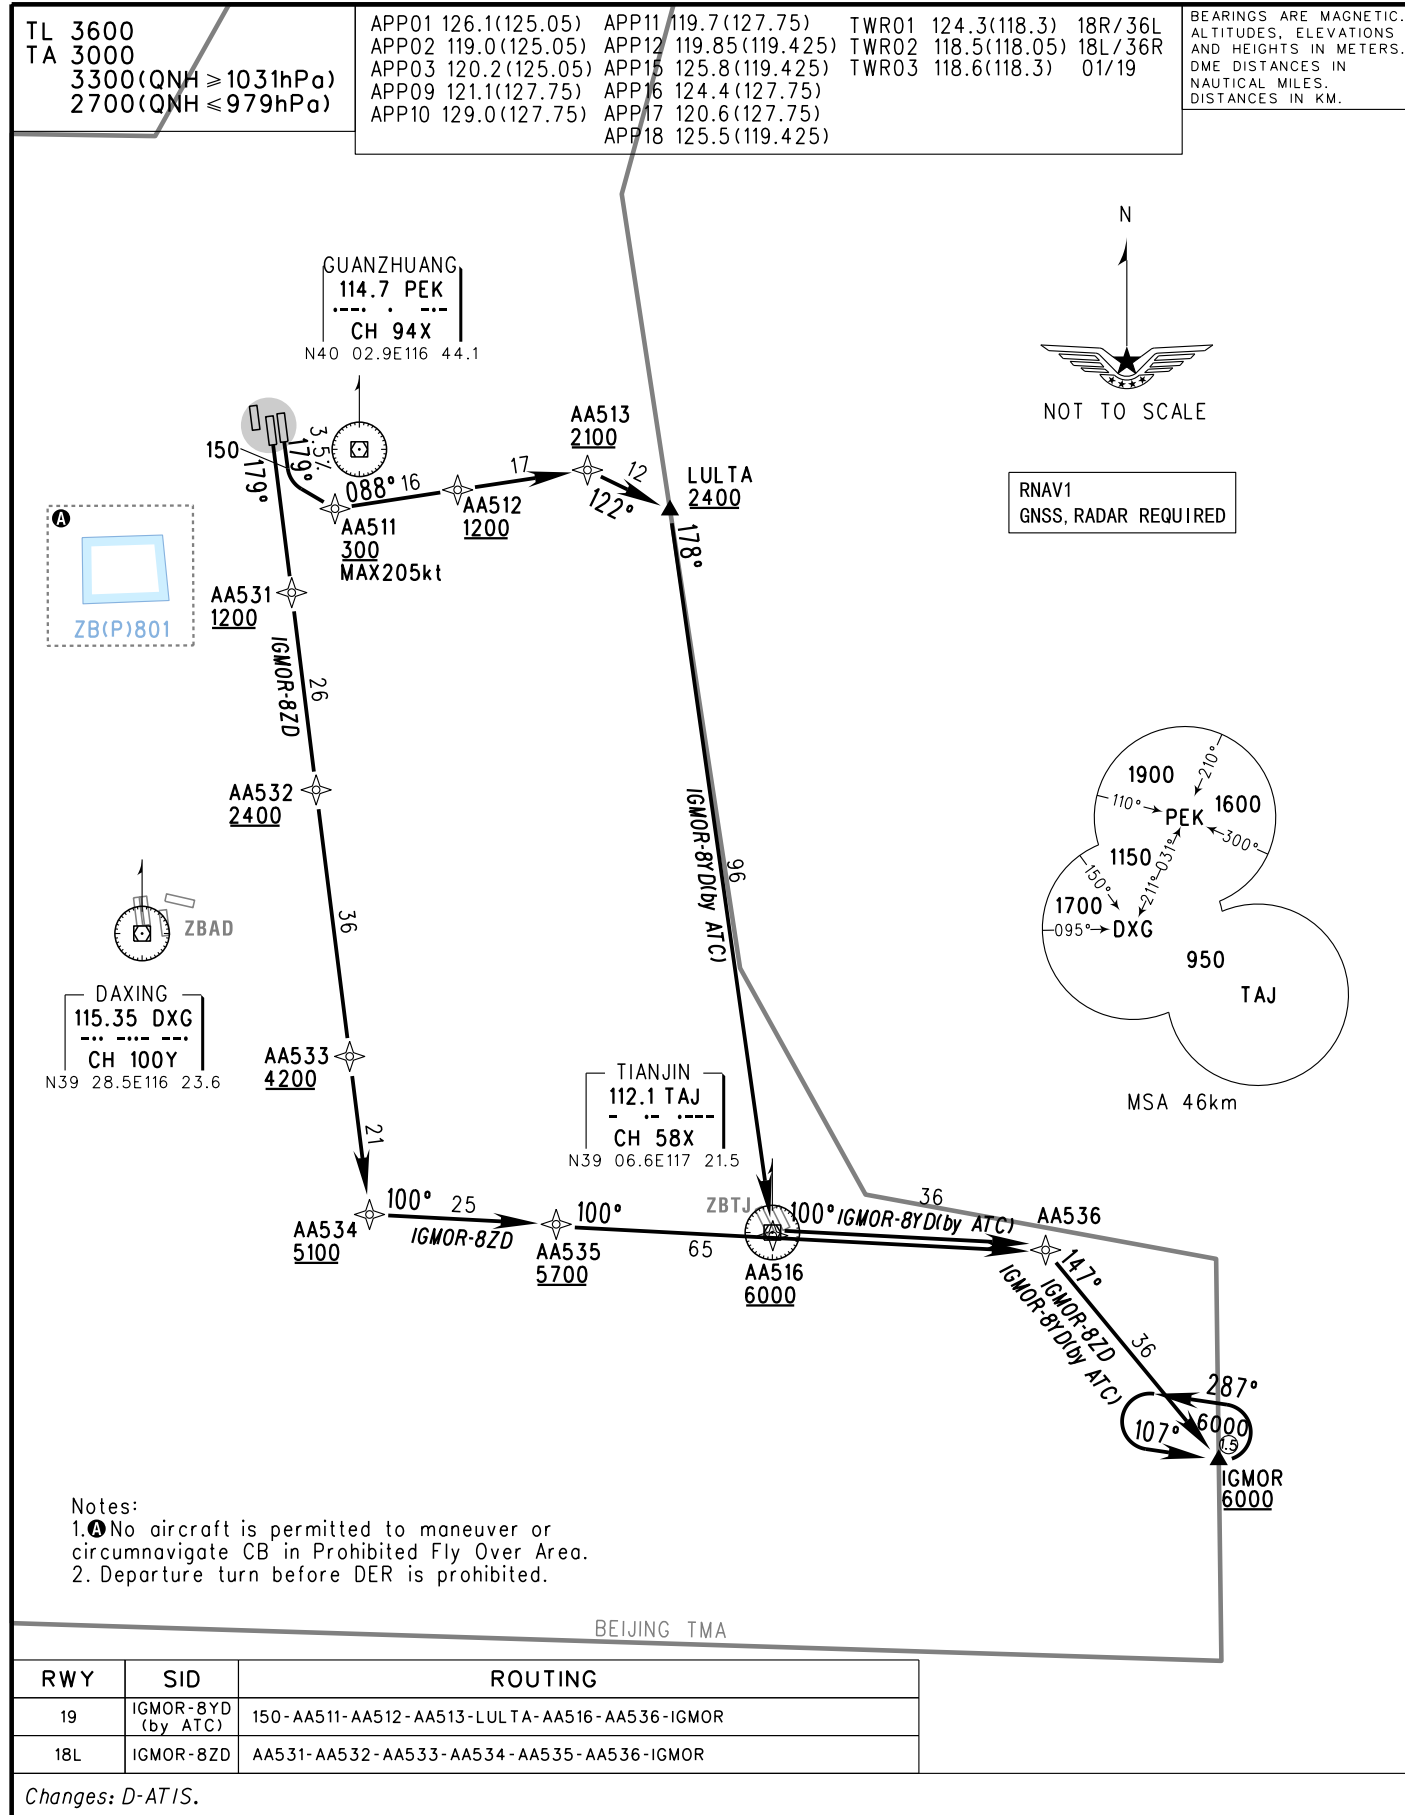 TL 3600
TA 3000
3300(QNH ≥1031hPa)
2700(QNH ≤979hPa)
APP01 126.1(125.05) APP11 119.7(127.75) TWR01 124.3(118.3) 18R/36L
APP02 119.0(125.05) APP12 119.85(119.425) TWR02 118.5(118.05) 18L/36R
APP03 120.2(125.05) APP15 125.8(119.425) TWR03 118.6(118.3) 01/19
APP09 121.1(127.75) APP16 124.4(127.75)
APP10 129.0(127.75) APP17 120.6(127.75)
APP18 125.5(119.425)
BEARINGS ARE MAGNETIC.
ALTITUDES, ELEVATIONS
AND HEIGHTS IN METERS.
DME DISTANCES IN
NAUTICAL MILES.
DISTANCES IN KM.
N
NOT TO SCALE
RNAV1
GNSS, RADAR REQUIRED
GUANZHUANG
114.7 PEK
CH 94X
N40 02.9E116 44.1
150
179°
179°
3.5%
088°
16
17
12
122°
AA511
300
MAX205kt
AA512
1200
AA513
2100
LULTA
2400
178°
A
ZB(P)801
AA531
1200
IGMOR-8ZD
26
AA532
2400
36
IGMOR-8YD(by ATC)
96
ZBAD
DAXING
115.35 DXG
CH 100Y
N39 28.5E116 23.6
AA533
4200
21
1900
210°
110°
PEK
1600
300°
1150
031°
211°
150°
1700
095°
DXG
950
TAJ
MSA 46km
TIANJIN
112.1 TAJ
CH 58X
N39 06.6E117 21.5
ZBTJ
AA534
5100
100°
25
IGMOR-8ZD
AA535
5700
100°
65
AA516
6000
100°
IGMOR-8YD(by ATC)
36
AA536
147°
IGMOR-8ZD
IGMOR-8YD(by ATC)
36
287°
107°
6000
1.5
IGMOR
6000
Notes:
1.A No aircraft is permitted to maneuver or
circumnavigate CB in Prohibited Fly Over Area.
2. Departure turn before DER is prohibited.
BEIJING TMA
RWY SID ROUTING
19 IGMOR-8YD (by ATC) 150-AA511-AA512-AA513-LULTA-AA516-AA536-IGMOR
18L IGMOR-8ZD AA531-AA532-AA533-AA534-AA535-AA536-IGMOR
Changes: D-ATIS.